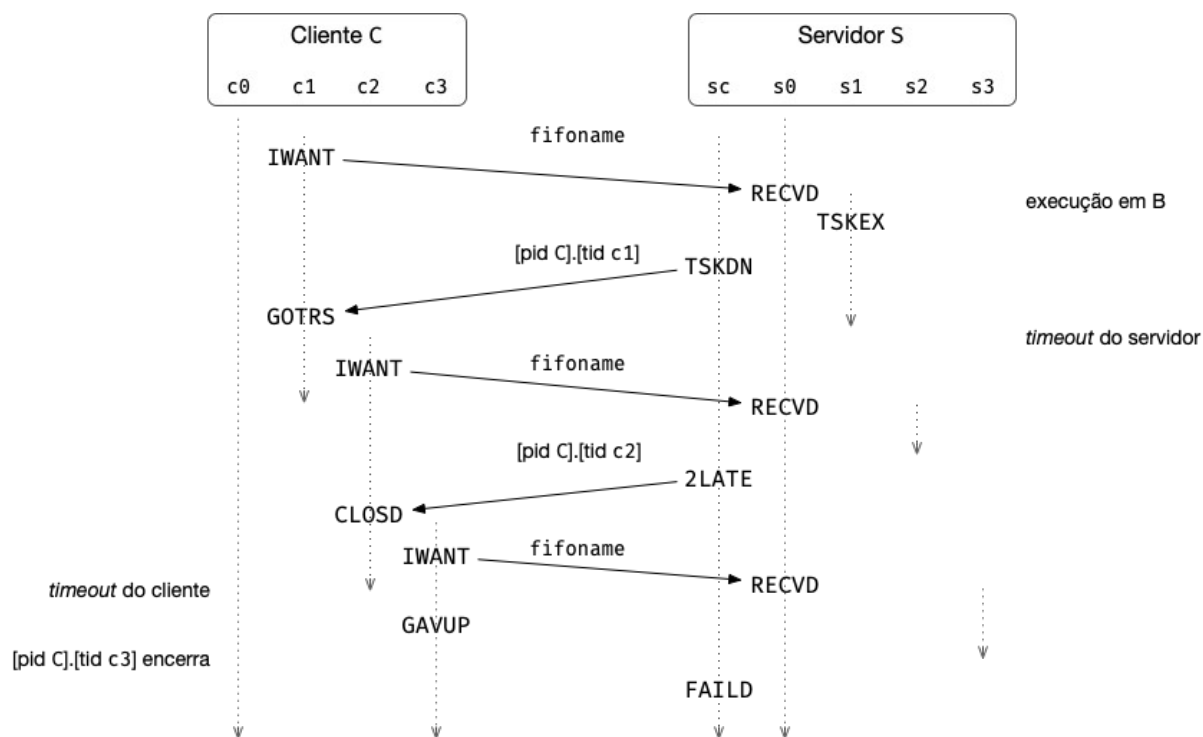 Cliente C
Servidor S
c0 c1 c2 c3
sc s0 s1 s2 s3
fifoname
IWANT
RECVD
execução em B
TSKEX
[pid C].[tid c1]
TSKDN
GOTRS
timeout do servidor
fifoname
IWANT
RECVD
[pid C].[tid c2]
2LATE
CLOSD
fifoname
IWANT
RECVD
timeout do cliente
GAVUP
[pid C].[tid c3] encerra
FAILD